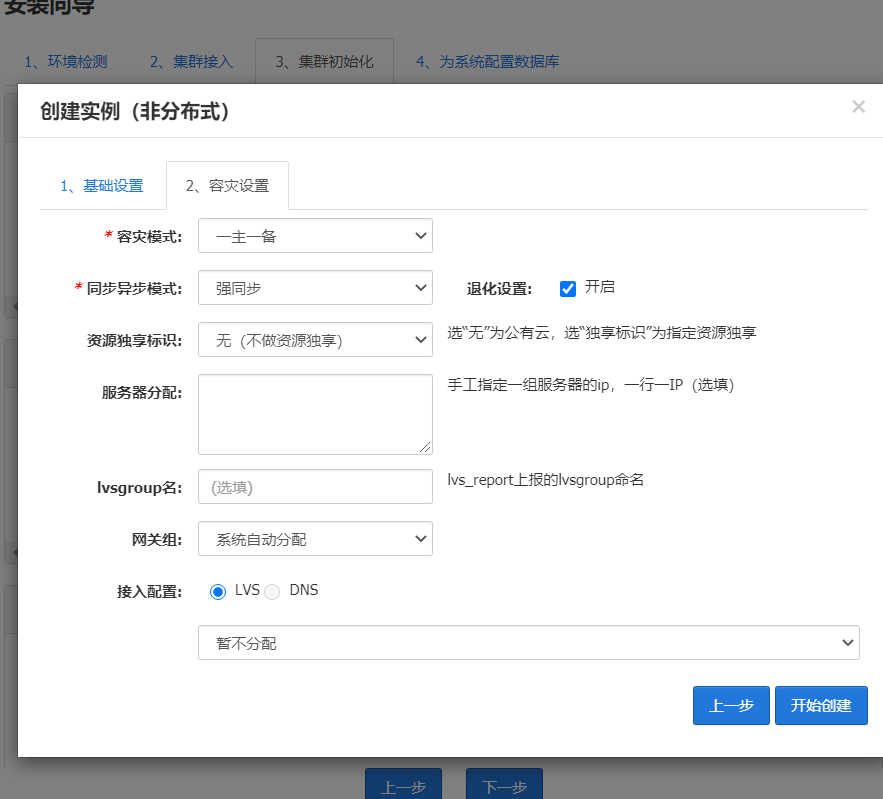 安装向导
1、环境检测 2、集群接入 3、集群初始化 4、为系统配置数据库
创建实例（非分布式） ×
1、基础设置 2、容灾设置
* 容灾模式: 一主一备
* 同步异步模式: 强同步 退化设置: 开启
资源独享标识: 无（不做资源独享） 选“无”为公有云，选“独享标识”为指定资源独享
服务器分配: 手工指定一组服务器的ip，一行一IP（选填）
lvsgroup名: (选填) lvs_report上报的lvsgroup命名
网关组: 系统自动分配
接入配置: LVS DNS
暂不分配
上一步 开始创建
上一步 下一步